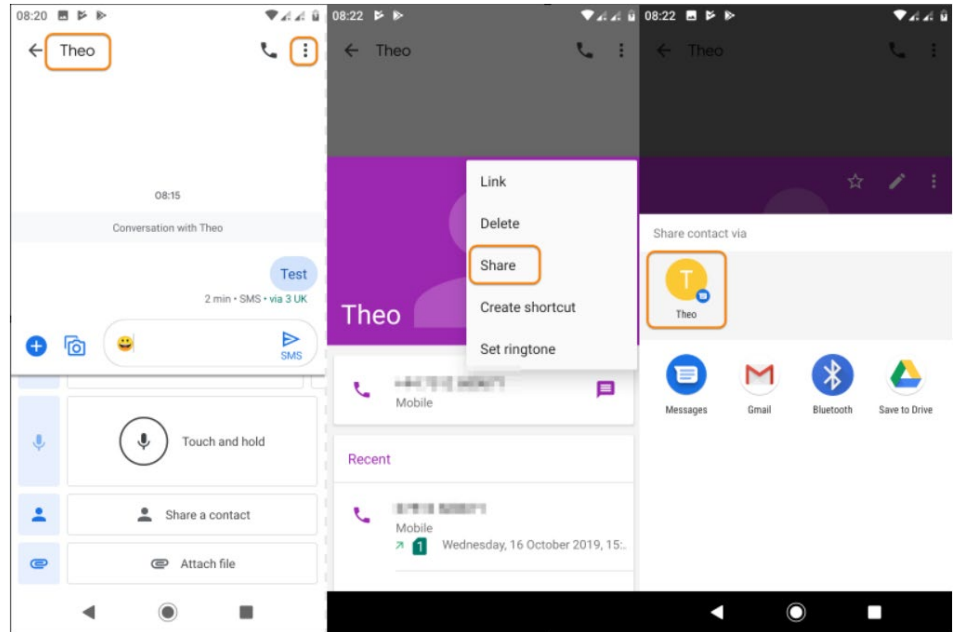 08:20
Theo
08:15
Conversation with Theo
Test
2 min • SMS • via 3 UK
SMS
Touch and hold
Share a contact
Attach file
08:22
Theo
Link
Delete
Share
Create shortcut
Set ringtone
Theo
Mobile
Recent
Mobile
1 Wednesday, 16 October 2019, 15:..
08:22
Theo
Share contact via
T
Theo
Messages Gmail Bluetooth Save to Drive